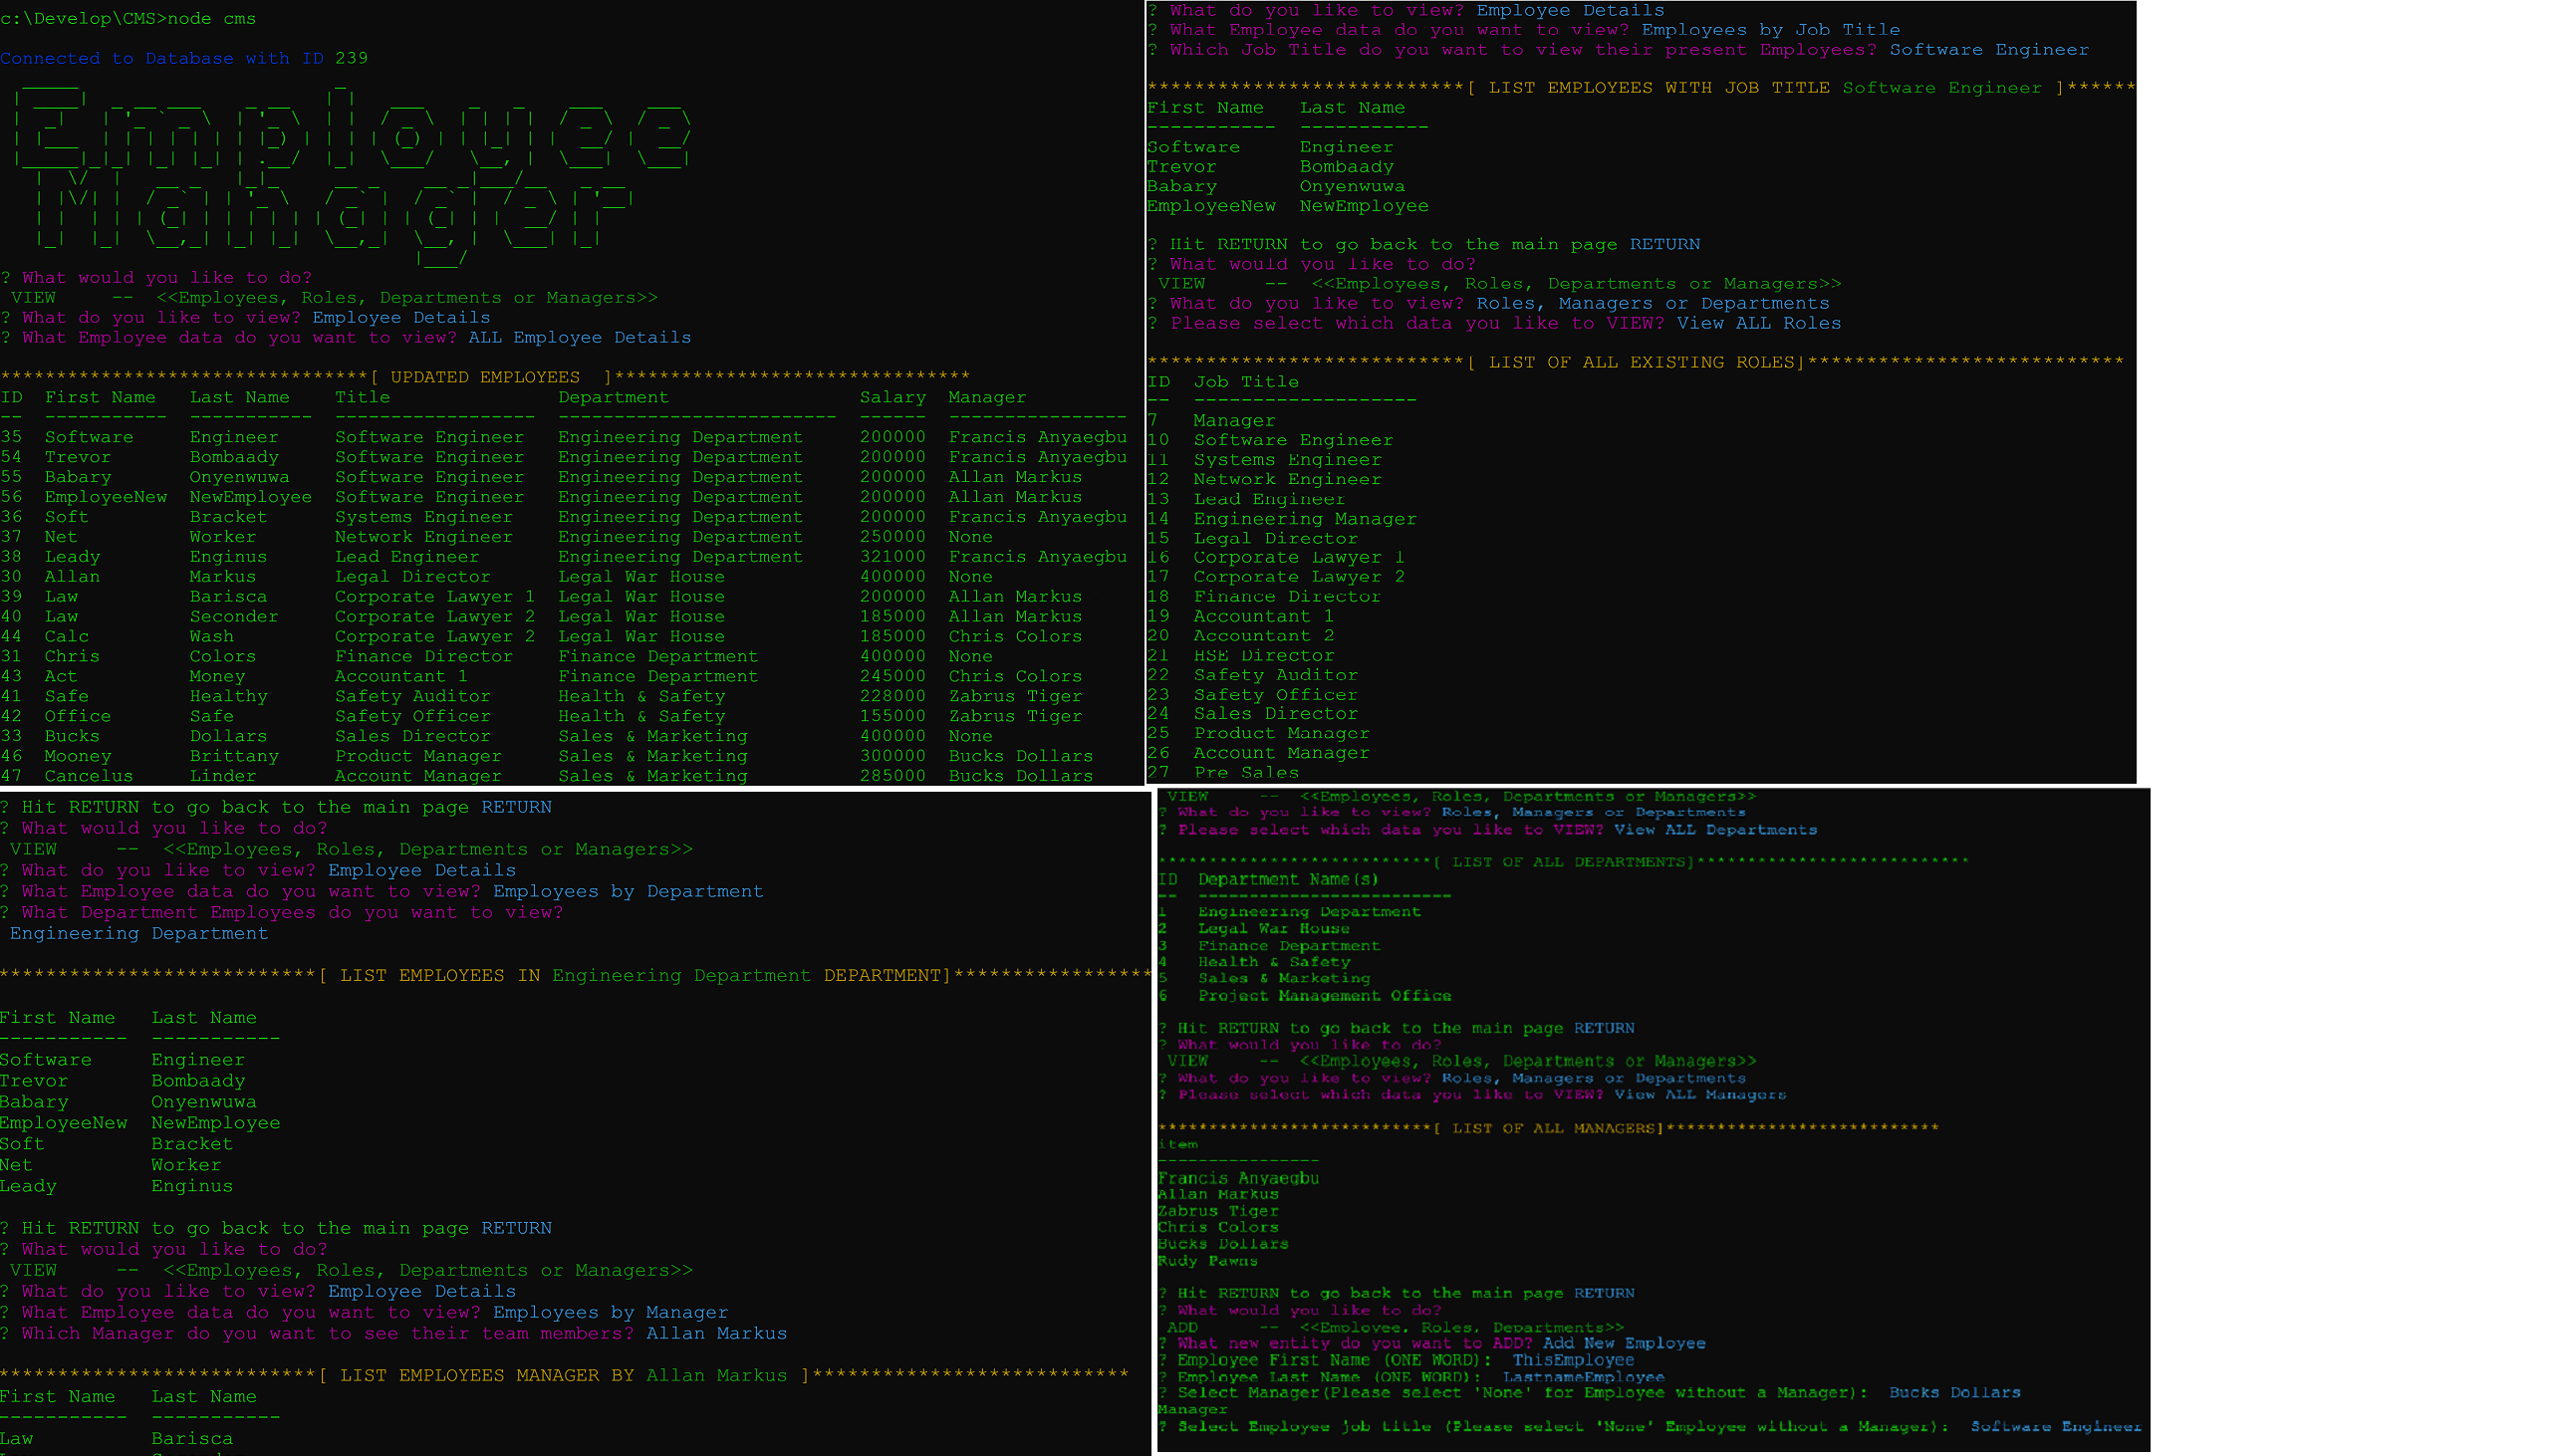 c:\Develop\CMS>node cms
Connected to Database with ID 239
Employee
Manager
? What would you like to do?
VIEW -- <<Employees, Roles, Departments or Managers>>
? What do you like to view? Employee Details
? What Employee data do you want to view? ALL Employee Details
*********************************[ UPDATED EMPLOYEES ]********************************
ID First Name Last Name Title Department Salary Manager
-- ----------- ----------- ------------------ ------------------------- ------ ----------------
35 Software Engineer Software Engineer Engineering Department 200000 Francis Anyaegbu
54 Trevor Bombaady Software Engineer Engineering Department 200000 Francis Anyaegbu
55 Babary Onyenwuwa Software Engineer Engineering Department 200000 Allan Markus
56 EmployeeNew NewEmployee Software Engineer Engineering Department 200000 Allan Markus
36 Soft Bracket Systems Engineer Engineering Department 200000 Francis Anyaegbu
37 Net Worker Network Engineer Engineering Department 250000 None
38 Leady Enginus Lead Engineer Engineering Department 321000 Francis Anyaegbu
30 Allan Markus Legal Director Legal War House 400000 None
39 Law Barisca Corporate Lawyer 1 Legal War House 200000 Allan Markus
40 Law Seconder Corporate Lawyer 2 Legal War House 185000 Allan Markus
44 Calc Wash Corporate Lawyer 2 Legal War House 185000 Chris Colors
31 Chris Colors Finance Director Finance Department 400000 None
43 Act Money Accountant 1 Finance Department 245000 Chris Colors
41 Safe Healthy Safety Auditor Health & Safety 228000 Zabrus Tiger
42 Office Safe Safety Officer Health & Safety 155000 Zabrus Tiger
33 Bucks Dollars Sales Director Sales & Marketing 400000 None
46 Mooney Brittany Product Manager Sales & Marketing 300000 Bucks Dollars
47 Cancelus Linder Account Manager Sales & Marketing 285000 Bucks Dollars
? What do you like to view? Employee Details
? What Employee data do you want to view? Employees by Job Title
? Which Job Title do you want to view their present Employees? Software Engineer
***************************[ LIST EMPLOYEES WITH JOB TITLE Software Engineer ]******
First Name Last Name
----------- -----------
Software Engineer
Trevor Bombaady
Babary Onyenwuwa
EmployeeNew NewEmployee
? Hit RETURN to go back to the main page RETURN
? What would you like to do?
VIEW -- <<Employees, Roles, Departments or Managers>>
? What do you like to view? Roles, Managers or Departments
? Please select which data you like to VIEW? View ALL Roles
***************************[ LIST OF ALL EXISTING ROLES]***************************
ID Job Title
-- -------------------
7 Manager
10 Software Engineer
11 Systems Engineer
12 Network Engineer
13 Lead Engineer
14 Engineering Manager
15 Legal Director
16 Corporate Lawyer 1
17 Corporate Lawyer 2
18 Finance Director
19 Accountant 1
20 Accountant 2
21 HSE Director
22 Safety Auditor
23 Safety Officer
24 Sales Director
25 Product Manager
26 Account Manager
27 Pre Sales
? Hit RETURN to go back to the main page RETURN
? What would you like to do?
VIEW -- <<Employees, Roles, Departments or Managers>>
? What do you like to view? Employee Details
? What Employee data do you want to view? Employees by Department
? What Department Employees do you want to view?
Engineering Department
***************************[ LIST EMPLOYEES IN Engineering Department DEPARTMENT]*****************
First Name Last Name
----------- -----------
Software Engineer
Trevor Bombaady
Babary Onyenwuwa
EmployeeNew NewEmployee
Soft Bracket
Net Worker
Leady Enginus
? Hit RETURN to go back to the main page RETURN
? What would you like to do?
VIEW -- <<Employees, Roles, Departments or Managers>>
? What do you like to view? Employee Details
? What Employee data do you want to view? Employees by Manager
? Which Manager do you want to see their team members? Allan Markus
***************************[ LIST EMPLOYEES MANAGER BY Allan Markus ]***************************
First Name Last Name
----------- -----------
Law Barisca
VIEW -- <<Employees, Roles, Departments or Managers>>
? What do you like to view? Roles, Managers or Departments
? Please select which data you like to VIEW? View ALL Departments
***************************[ LIST OF ALL DEPARTMENTS]***************************
ID Department Name(s)
-- -------------------------
1 Engineering Department
2 Legal War House
3 Finance Department
4 Health & Safety
5 Sales & Marketing
6 Project Management Office
? Hit RETURN to go back to the main page RETURN
? What would you like to do?
VIEW -- <<Employees, Roles, Departments or Managers>>
? What do you like to view? Roles, Managers or Departments
? Please select which data you like to VIEW? View ALL Managers
***************************[ LIST OF ALL MANAGERS]***************************
item
----------------
Francis Anyaegbu
Allan Markus
Zabrus Tiger
Chris Colors
Bucks Dollars
Rudy Pawns
? Hit RETURN to go back to the main page RETURN
? What would you like to do?
ADD -- <<Employee, Roles, Departments>>
? What new entity do you want to ADD? Add New Employee
? Employee First Name (ONE WORD): ThisEmployee
? Employee Last Name (ONE WORD): LastnameEmployee
? Select Manager(Please select 'None' for Employee without a Manager): Bucks Dollars
Manager
? Select Employee job title (Please select 'None' Employee without a Manager): Software Engineer